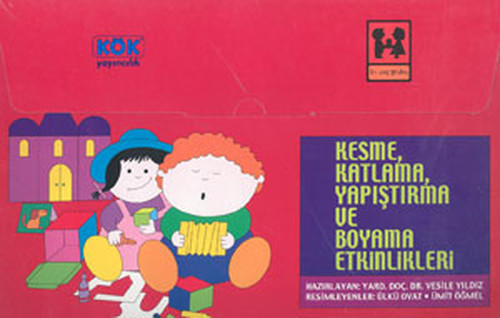 KÖK
yayıncılık
KESME,
KATLAMA,
YAPIŞTIRMA
VE
BOYAMA
ETKİNLİKLERİ
HAZIRLAYAN: YARD. DOÇ. DR. VESİLE YILDIZ
RESİMLEYENLER: ÜLKÜ OVAT • ÜMİT ÖĞMEL